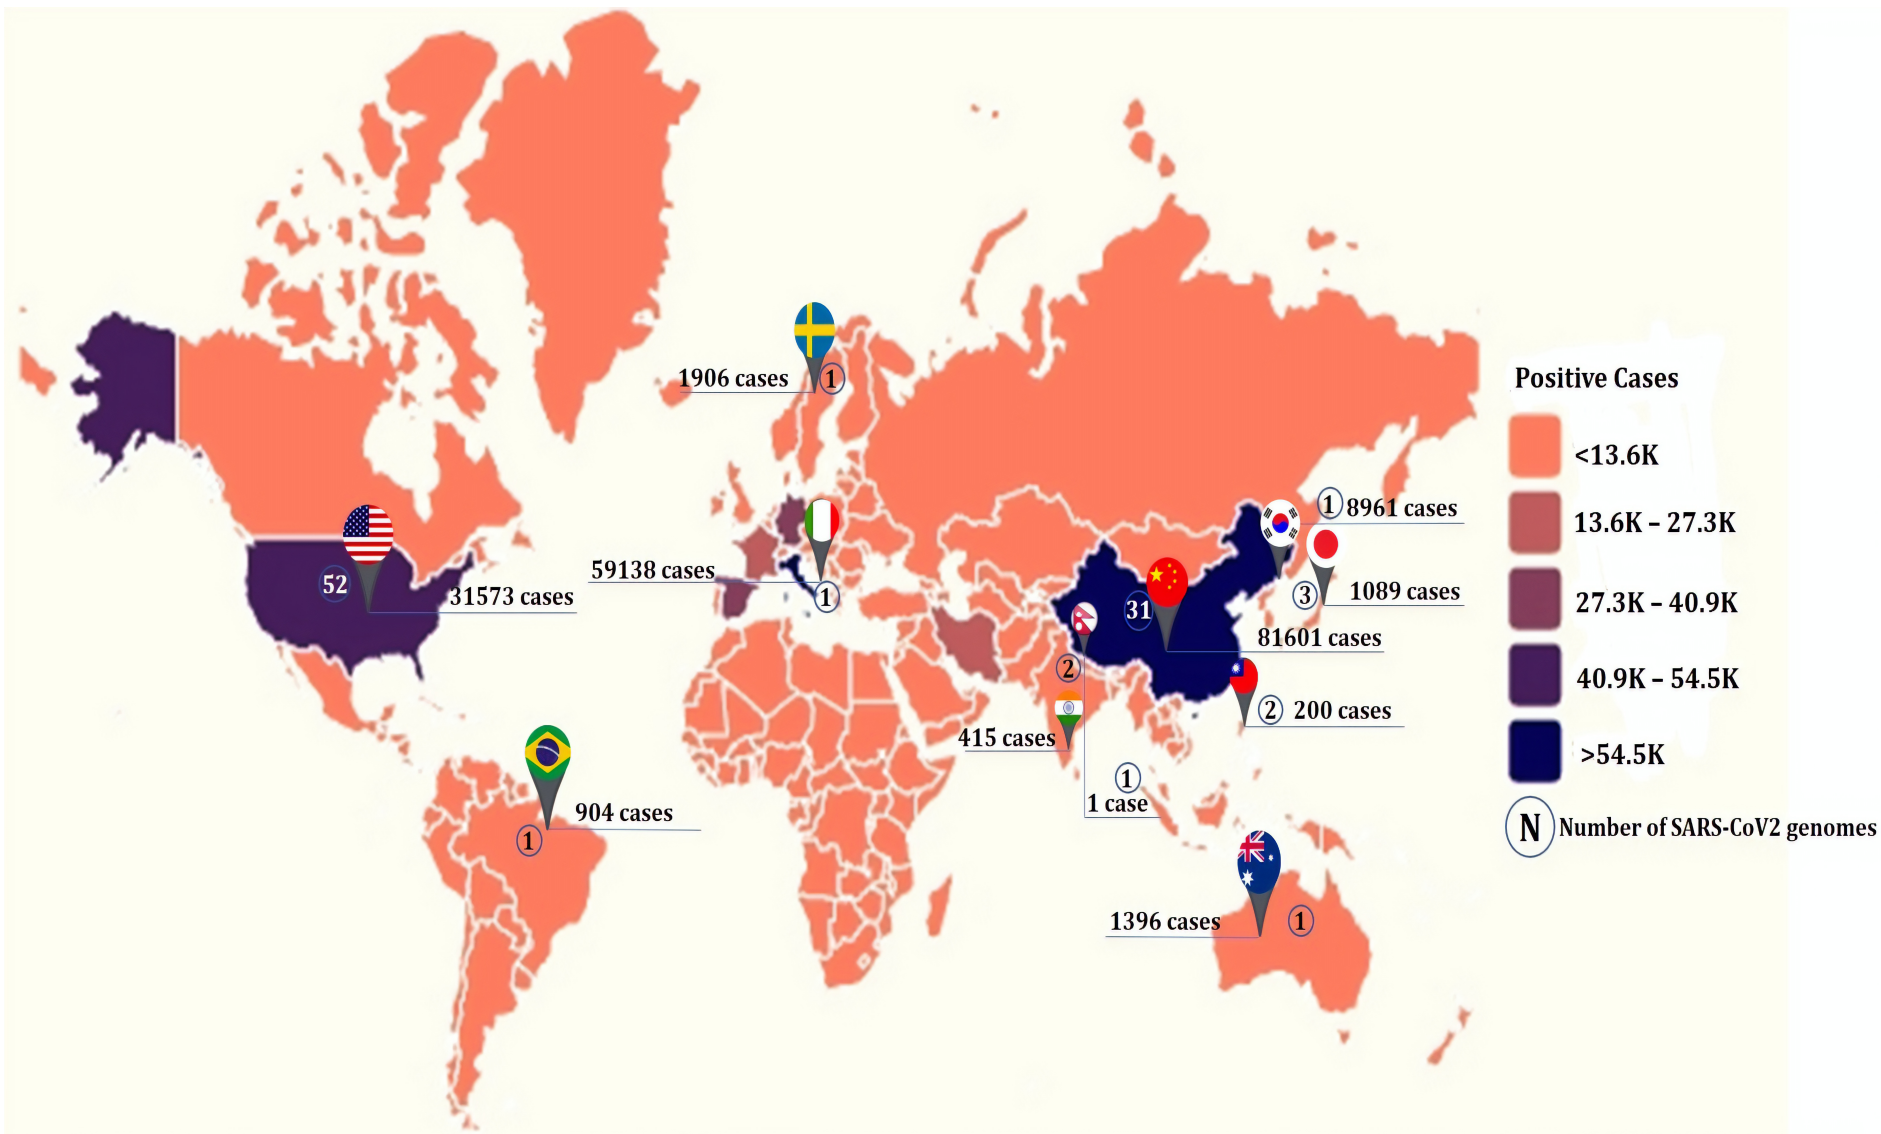 1906 cases
1
Positive Cases
<13.6K
13.6K – 27.3K
27.3K – 40.9K
40.9K – 54.5K
>54.5K
N Number of SARS-CoV2 genomes
1 8961 cases
52
31573 cases
59138 cases
1
3
1089 cases
31
81601 cases
2
2 200 cases
415 cases
1
1 case
904 cases
1
1396 cases
1